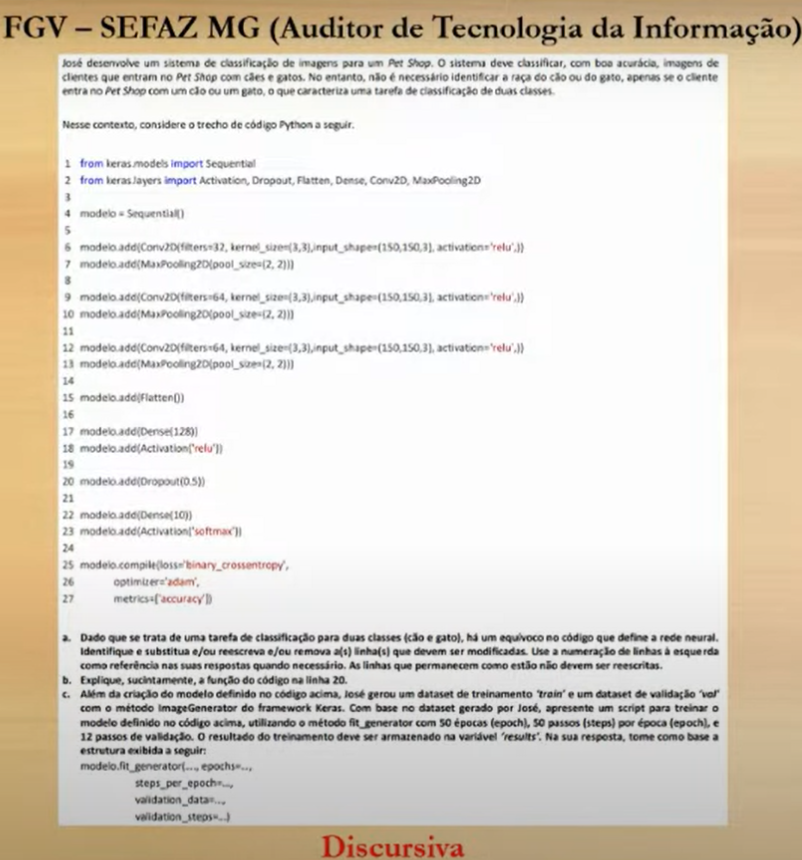 FGV – SEFAZ MG (Auditor de Tecnologia da Informação)
José desenvolve um sistema de classificação de imagens para um Pet Shop. O sistema deve classificar, com boa acurácia, imagens de
clientes que entram no Pet Shop com cães e gatos. No entanto, não é necessário identificar a raça do cão ou do gato, apenas se o cliente
entra no Pet Shop com um cão ou um gato, o que caracteriza uma tarefa de classificação de duas classes.
Nesse contexto, considere o trecho de código Python a seguir.
1 from keras.models import Sequential
2 from keras.layers import Activation, Dropout, Flatten, Dense, Conv2D, MaxPooling2D
3
4 modelo = Sequential()
5
6 modelo.add(Conv2D(filters=32, kernel_size=(3,3),input_shape=(150,150,3), activation='relu',))
7 modelo.add(MaxPooling2D(pool_size=(2, 2)))
8
9 modelo.add(Conv2D(filters=64, kernel_size=(3,3),input_shape=(150,150,3), activation='relu',))
10 modelo.add(MaxPooling2D(pool_size=(2, 2)))
11
12 modelo.add(Conv2D(filters=64, kernel_size=(3,3),input_shape=(150,150,3), activation='relu',))
13 modelo.add(MaxPooling2D(pool_size=(2, 2)))
14
15 modelo.add(Flatten())
16
17 modelo.add(Dense(128))
18 modelo.add(Activation('relu'))
19
20 modelo.add(Dropout(0.5))
21
22 modelo.add(Dense(10))
23 modelo.add(Activation('softmax'))
24
25 modelo.compile(loss='binary_crossentropy',
26 optimizer='adam',
27 metrics=['accuracy'])
a. Dado que se trata de uma tarefa de classificação para duas classes (cão e gato), há um equívoco no código que define a rede neural.
Identifique e substitua e/ou reescreva e/ou remova a(s) linha(s) que devem ser modificadas. Use a numeração de linhas à esquerda
como referência nas suas respostas quando necessário. As linhas que permanecem como estão não devem ser reescritas.
b. Explique, sucintamente, a função do código na linha 20.
c. Além da criação do modelo definido no código acima, José gerou um dataset de treinamento 'train' e um dataset de validação 'val'
com o método ImageGenerator do framework Keras. Com base no dataset gerado por José, apresente um script para treinar o
modelo definido no código acima, utilizando o método fit_generator com 50 épocas (epoch), 50 passos (steps) por época (epoch), e
12 passos de validação. O resultado do treinamento deve ser armazenado na variável 'results'. Na sua resposta, tome como base a
estrutura exibida a seguir:
modelo.fit_generator(..., epochs=...,
steps_per_epoch=...,
validation_data=...,
validation_steps=...)
Discursiva